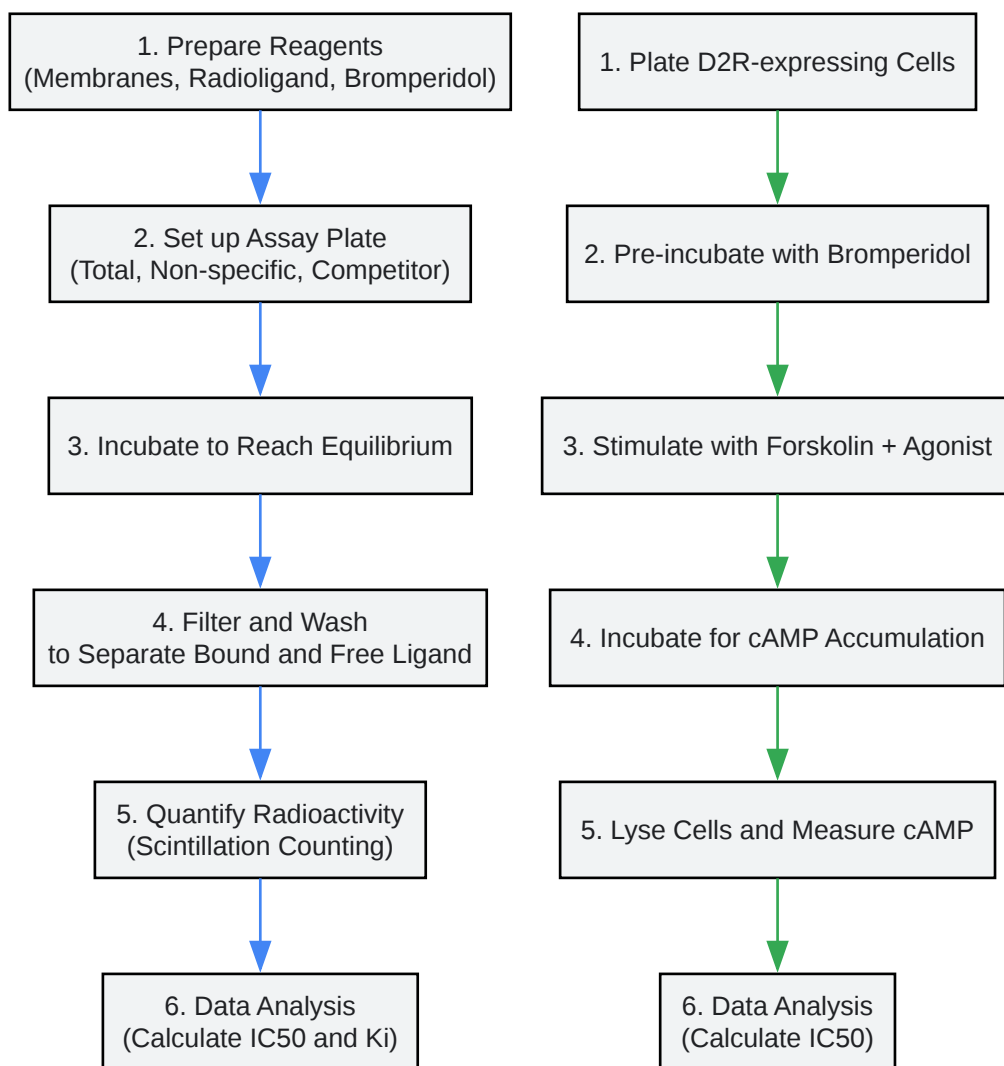 1. Prepare Reagents
(Membranes, Radioligand, Bromperidol)
2. Set up Assay Plate
(Total, Non-specific, Competitor)
3. Incubate to Reach Equilibrium
4. Filter and Wash
to Separate Bound and Free Ligand
5. Quantify Radioactivity
(Scintillation Counting)
6. Data Analysis
(Calculate IC50 and Ki)
1. Plate D2R-expressing Cells
2. Pre-incubate with Bromperidol
3. Stimulate with Forskolin + Agonist
4. Incubate for cAMP Accumulation
5. Lyse Cells and Measure cAMP
6. Data Analysis
(Calculate IC50)